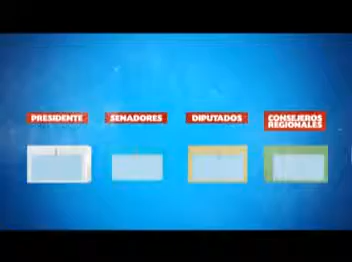 PRESIDENTE
SENADORES
DIPUTADOS
CONSEJEROS
REGIONALES